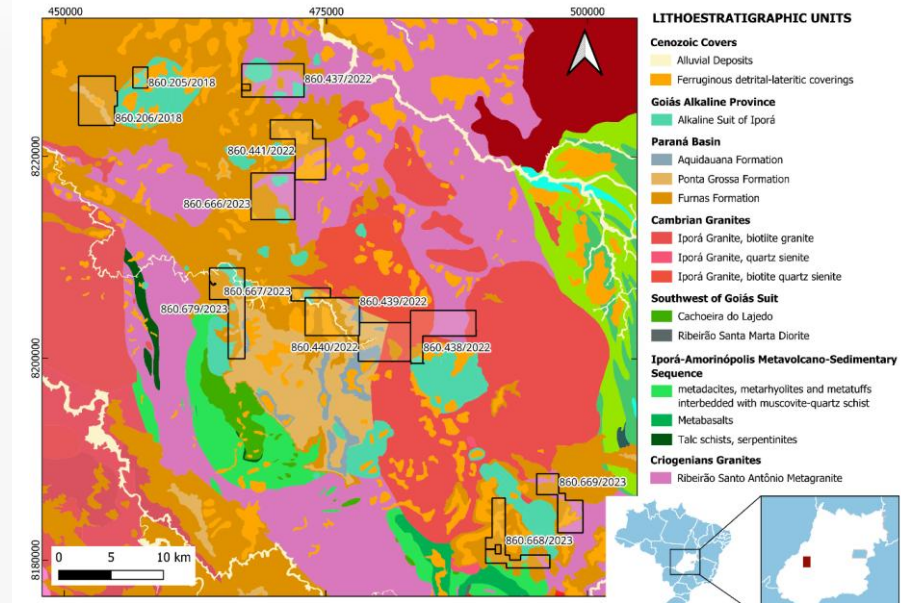 450000
475000
500000
8220000
8200000
8180000
860.205/2018
860.437/2022
860.206/2018
860.441/2022
860.666/2023
860.667/2023
860.439/2022
860.679/2023
860.440/2022
860.438/2022
860.669/2023
860.668/2023
0 5 10 km
LITHOESTRATIGRAPHIC UNITS
Cenozoic Covers
Alluvial Deposits
Ferruginous detrital-lateritic coverings
Goiás Alkaline Province
Alkaline Suit of Iporá
Paraná Basin
Aquidauana Formation
Ponta Grossa Formation
Furnas Formation
Cambrian Granites
Iporá Granite, biotiite granite
Iporá Granite, quartz sienite
Iporá Granite, biotite quartz sienite
Southwest of Goiás Suit
Cachoeira do Lajedo
Ribeirão Santa Marta Diorite
Iporá-Amorinópolis Metavolcano-Sedimentary
Sequence
metadacites, metarhyolites and metatuffs
interbedded with muscovite-quartz schist
Metabasalts
Talc schists, serpentinites
Criogenians Granites
Ribeirão Santo Antônio Metagranite